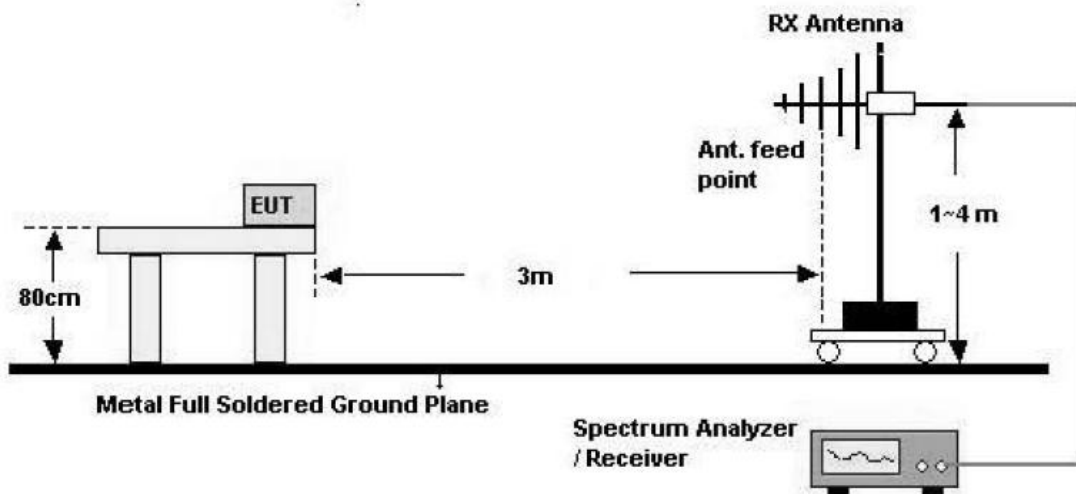 RX Antenna
Ant. feed
point
EUT
1~4 m
3m
80cm
Metal Full Soldered Ground Plane
Spectrum Analyzer
/ Receiver